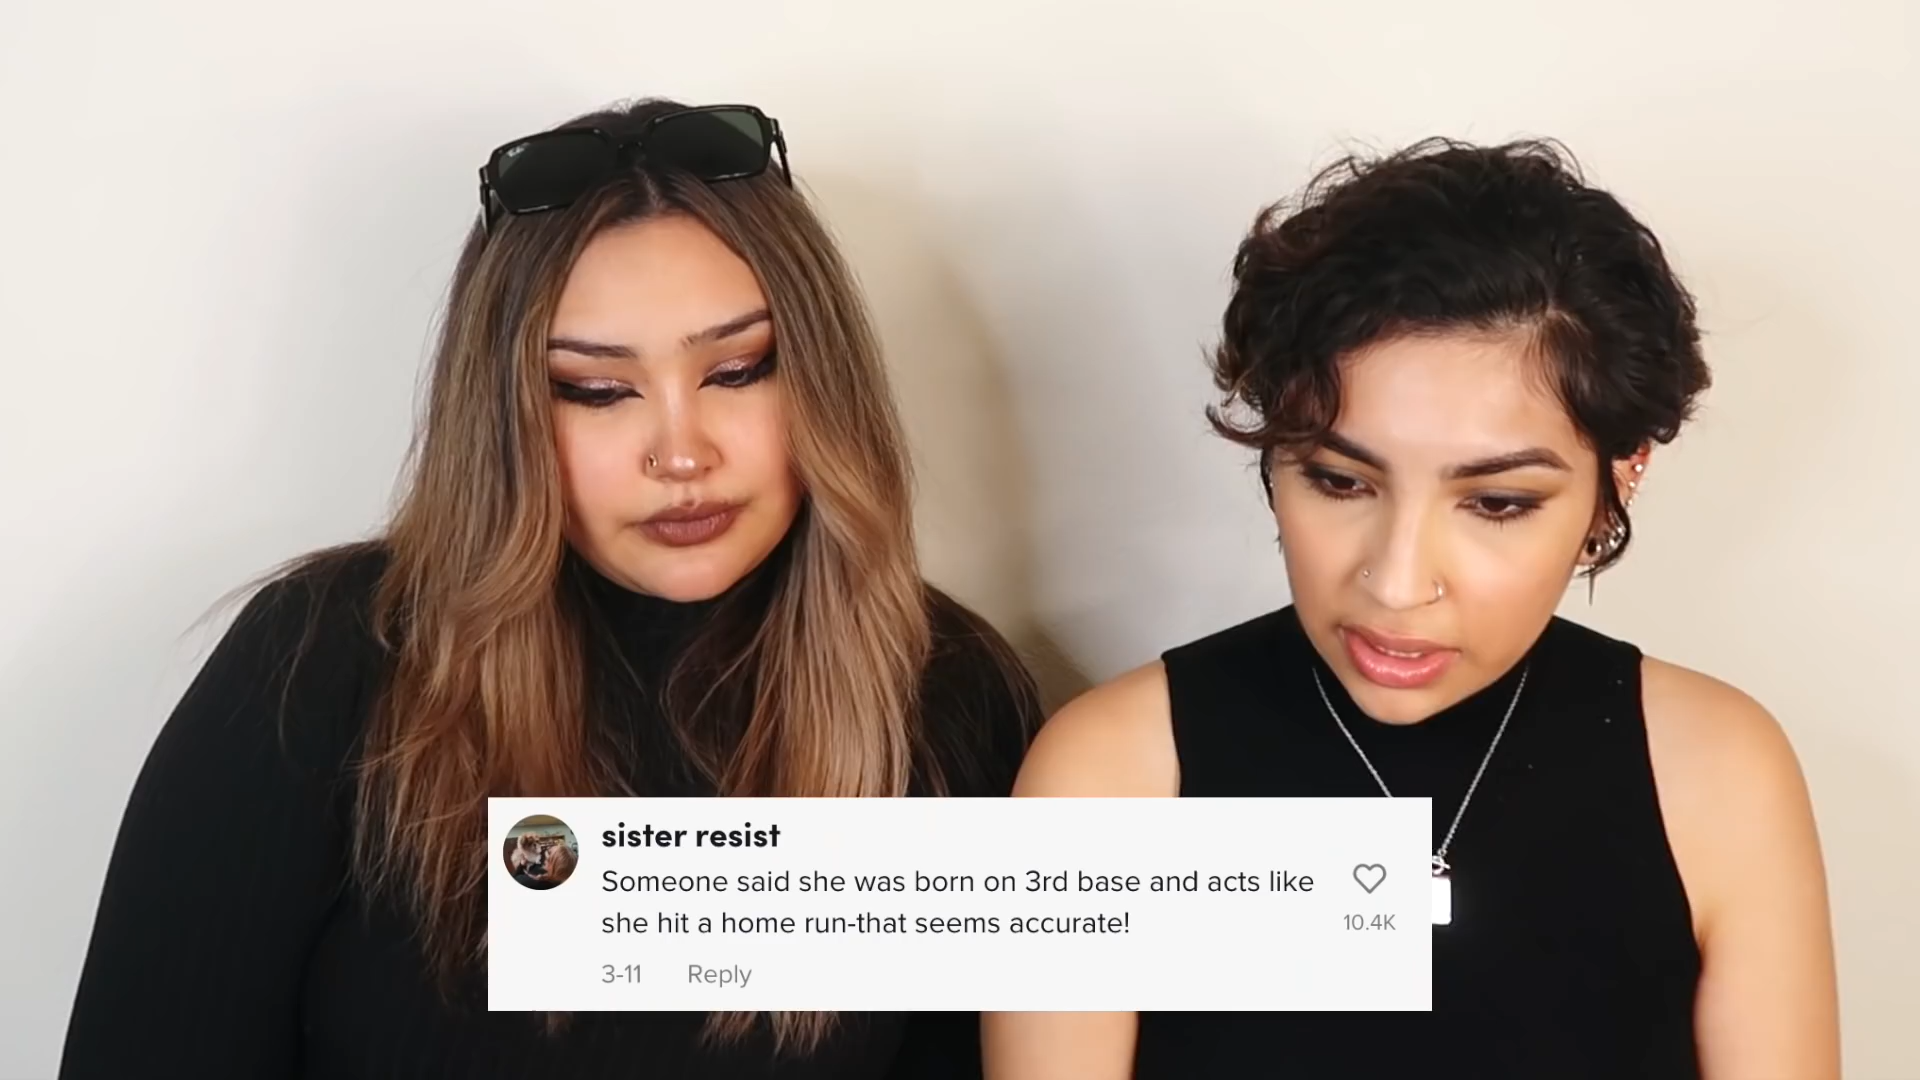 sister resist
Someone said she was born on 3rd base and acts like
she hit a home run-that seems accurate!
10.4K
3-11 Reply